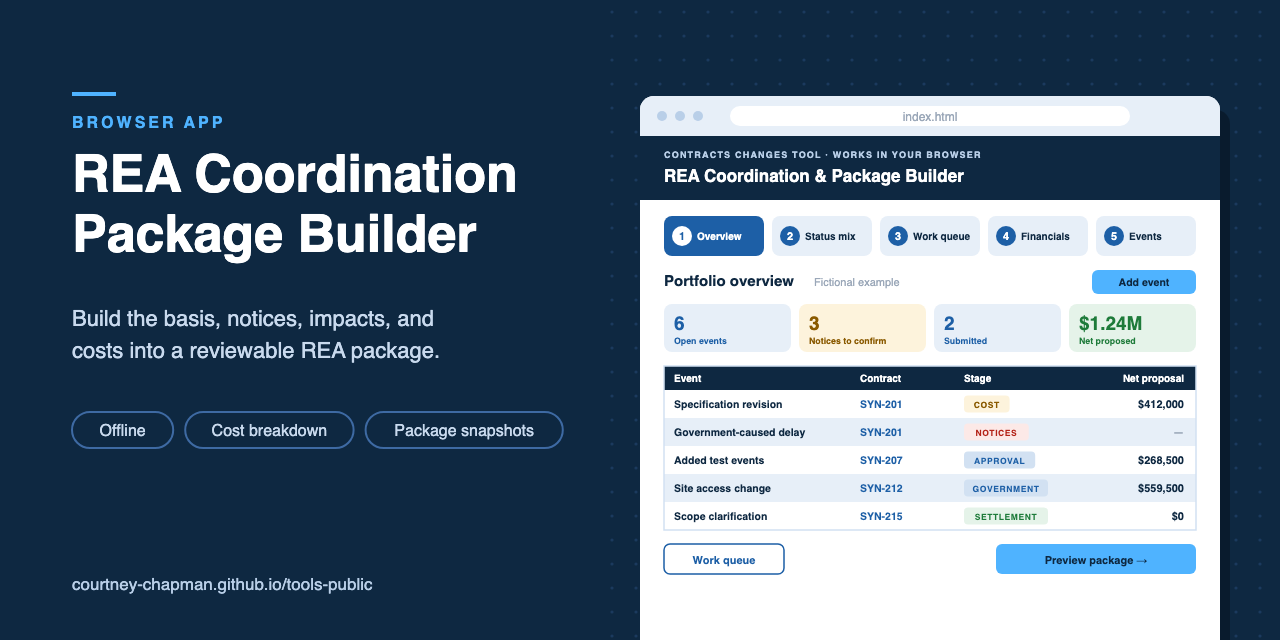 BROWSER APP
REA Coordination
Package Builder
Build the basis, notices, impacts, and
costs into a reviewable REA package.
Offline
Cost breakdown
Package snapshots
courtney-chapman.github.io/tools-public
index.html
CONTRACTS CHANGES TOOL · WORKS IN YOUR BROWSER
REA Coordination & Package Builder
1 Overview
2 Status mix
3 Work queue
4 Financials
5 Events
Portfolio overview
Fictional example
Add event
6
Open events
3
Notices to confirm
2
Submitted
$1.24M
Net proposed
Event Contract Stage Net proposal
Specification revision SYN-201 COST $412,000
Government-caused delay SYN-201 NOTICES —
Added test events SYN-207 APPROVAL $268,500
Site access change SYN-212 GOVERNMENT $559,500
Scope clarification SYN-215 SETTLEMENT $0
Work queue
Preview package →